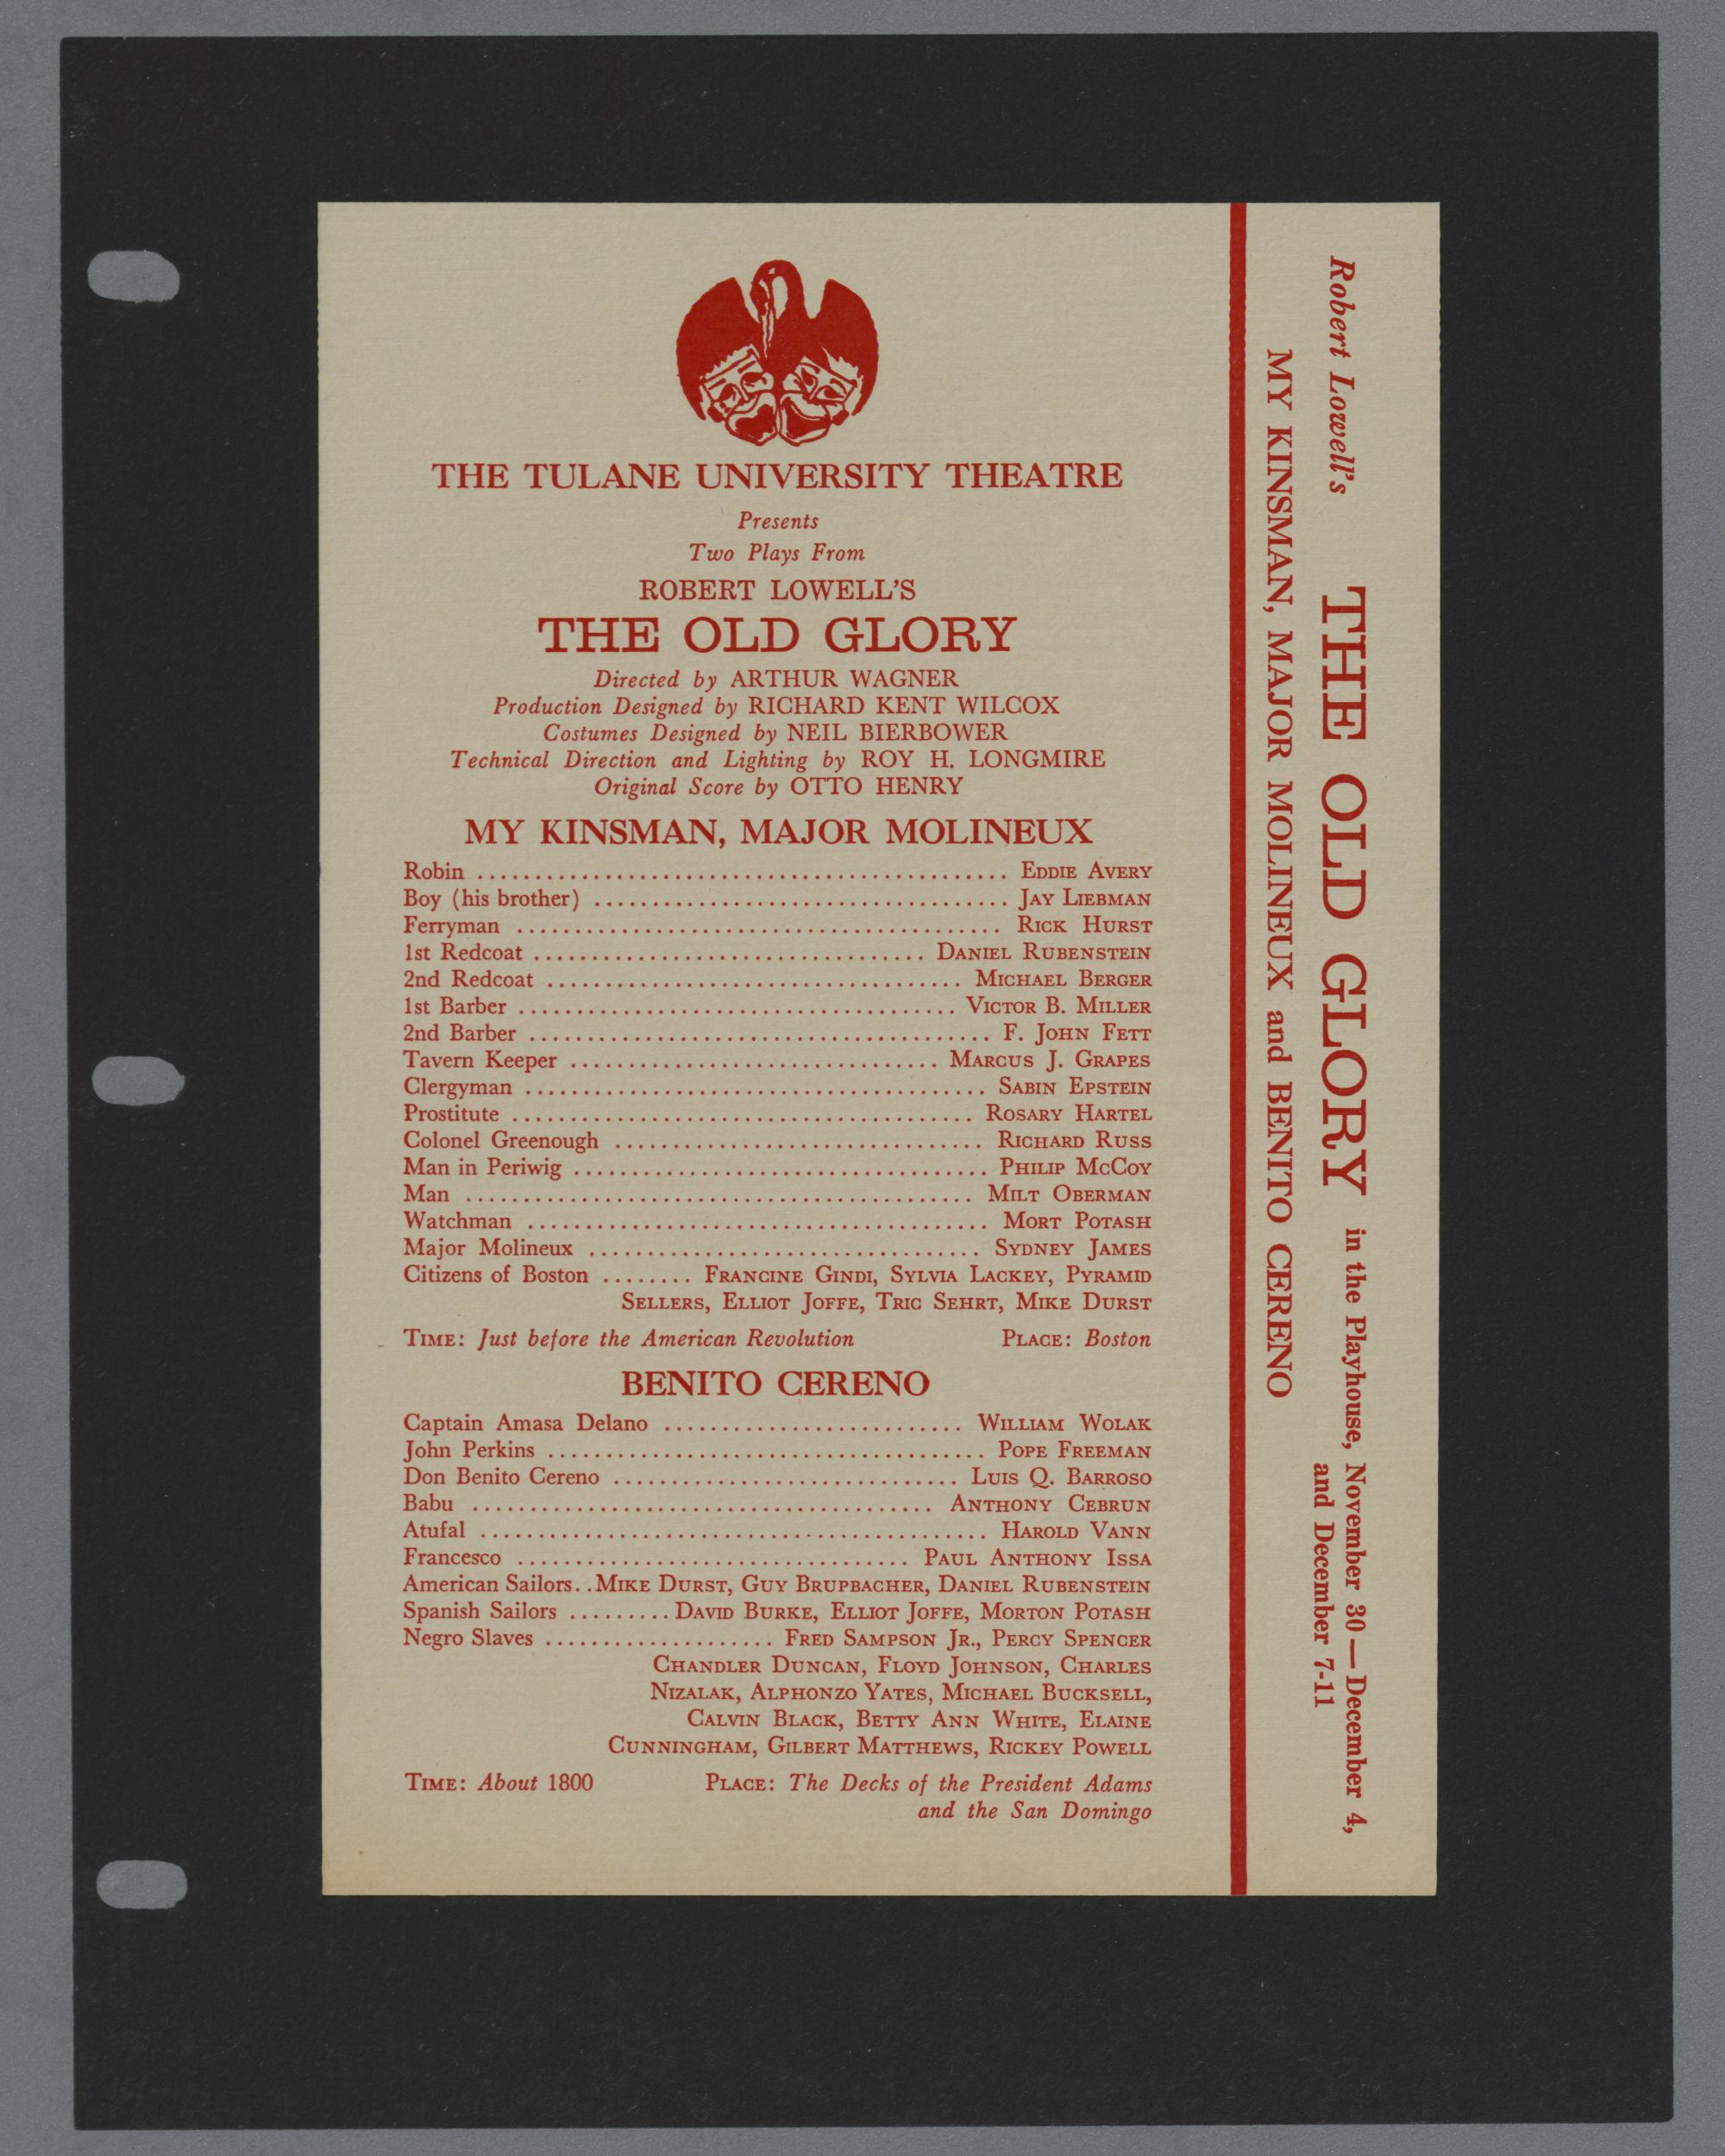 THE TULANE UNIVERSITY THEATRE
Presents
Two Plays From
ROBERT LOWELL'S
THE OLD GLORY
Directed by ARTHUR WAGNER
Production Designed by RICHARD KENT WILCOX
Costumes Designed by NEIL BIERBOWER
Technical Direction and Lighting by ROY H. LONGMIRE
Original Score by OTTO HENRY
MY KINSMAN, MAJOR MOLINEUX
Robin .............................................. EDDIE AVERY
Boy (his brother) .................................... JAY LIEBMAN
Ferryman .......................................... RICK HURST
1st Redcoat .................................. DANIEL RUBENSTEIN
2nd Redcoat .................................... MICHAEL BERGER
1st Barber ...................................... VICTOR B. MILLER
2nd Barber ........................................ F. JOHN FETT
Tavern Keeper ................................ MARCUS J. GRAPES
Clergyman ........................................ SABIN EPSTEIN
Prostitute ........................................ ROSARY HARTEL
Colonel Greenough ................................ RICHARD RUSS
Man in Periwig .................................... PHILIP MCCOY
Man ............................................ MILT OBERMAN
Watchman ........................................ MORT POTASH
Major Molineux .................................. SYDNEY JAMES
Citizens of Boston ........ FRANCINE GINDI, SYLVIA LACKEY, PYRAMID
SELLERS, ELLIOT JOFFE, TRIC SEHRT, MIKE DURST
TIME: Just before the American Revolution PLACE: Boston
BENITO CERENO
Captain Amasa Delano .......................... WILLIAM WOLAK
John Perkins ...................................... POPE FREEMAN
Don Benito Cereno .............................. LUIS Q. BARROSO
Babu ........................................ ANTHONY CEBRUN
Atufal ............................................ HAROLD VANN
Francesco .................................. PAUL ANTHONY ISSA
American Sailors..MIKE DURST, GUY BRUPBACHER, DANIEL RUBENSTEIN
Spanish Sailors ......... DAVID BURKE, ELLIOT JOFFE, MORTON POTASH
Negro Slaves .................... FRED SAMPSON JR., PERCY SPENCER
CHANDLER DUNCAN, FLOYD JOHNSON, CHARLES
NIZALAK, ALPHONZO YATES, MICHAEL BUCKSELL,
CALVIN BLACK, BETTY ANN WHITE, ELAINE
CUNNINGHAM, GILBERT MATTHEWS, RICKEY POWELL
TIME: About 1800 PLACE: The Decks of the President Adams
and the San Domingo
Robert Lowell's THE OLD GLORY in the Playhouse, November 30 — December 4,
and December 7-11
MY KINSMAN, MAJOR MOLINEUX and BENITO CERENO